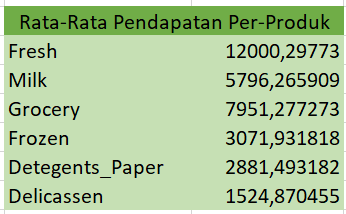 Rata-Rata Pendapatan Per-Produk
Fresh 12000,29773
Milk 5796,265909
Grocery 7951,277273
Frozen 3071,931818
Detegents_Paper 2881,493182
Delicassen 1524,870455